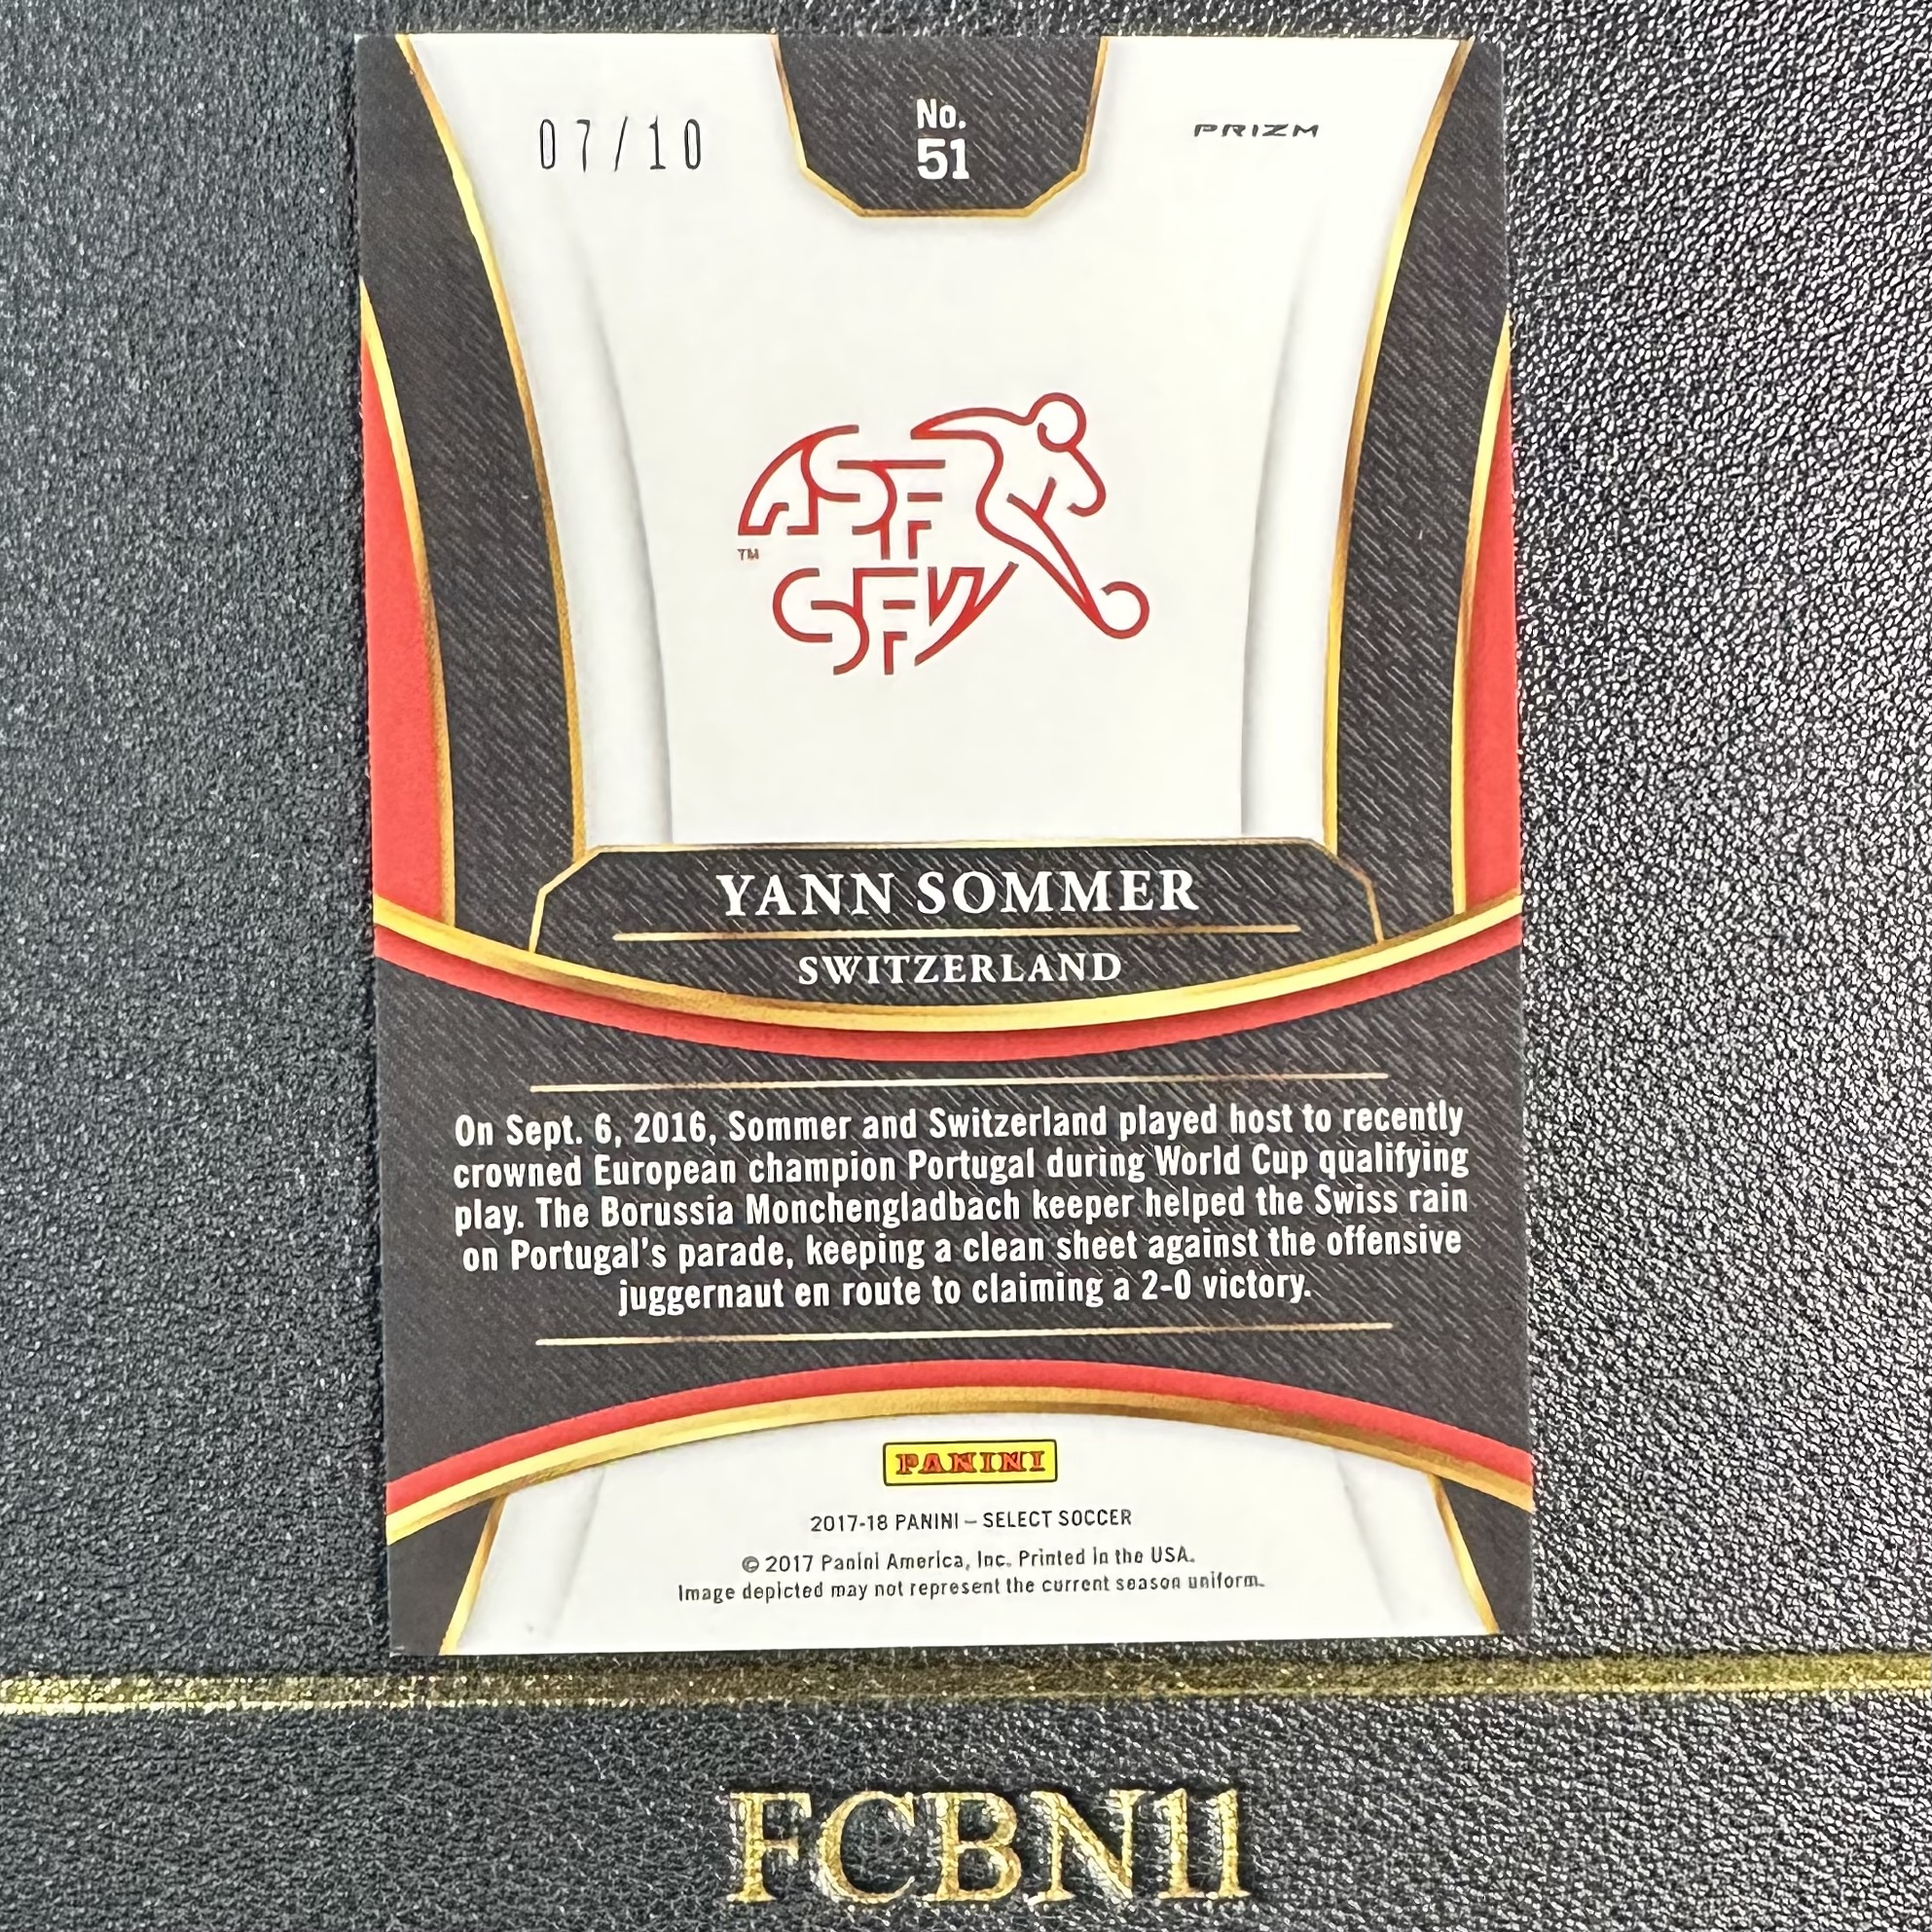 07/10
No.
51
PRIZM
ASF
TM
SFV
YANN SOMMER
SWITZERLAND
On Sept. 6, 2016, Sommer and Switzerland played host to recently
crowned European champion Portugal during World Cup qualifying
play. The Borussia Monchengladbach keeper helped the Swiss rain
on Portugal's parade, keeping a clean sheet against the offensive
juggernaut en route to claiming a 2-0 victory.
PANINI
2017-18 PANINI – SELECT SOCCER
© 2017 Panini America, Inc. Printed in the USA.
Image depicted may not represent the current season uniform.
FCBN11